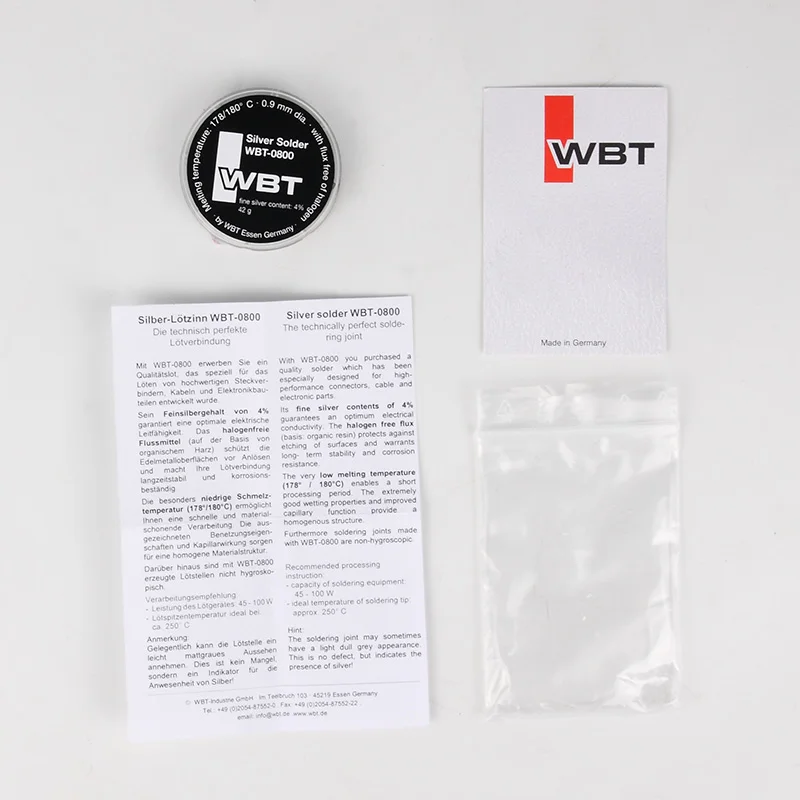 Melting temperature: 178/180° C · 0.9 mm dia. · with flux free of halogen · by WBT Essen Germany ·
Silver Solder
WBT-0800
WBT
fine silver content: 4%
42 g
WBT
Made in Germany
Silber-Lötzinn WBT-0800
Die technisch perfekte
Lötverbindung
Mit WBT-0800 erwerben Sie ein
Qualitätslot, das speziell für das
Löten von hochwertigen Steckver-
bindern, Kabeln und Elektronikbau-
teilen entwickelt wurde.
Sein Feinsilbergehalt von 4%
garantiert eine optimale elektrische
Leitfähigkeit. Das halogenfreie
Flussmittel (auf der Basis von
organischem Harz) schützt die
Edelmetalloberflächen vor Anlösen
und macht Ihre Lötverbindung
langzeitstabil und korrosions-
beständig
Die besonders niedrige Schmelz-
temperatur (178°/180°C) ermöglicht
Ihnen eine schnelle und material-
schonende Verarbeitung. Die aus-
gezeichneten Benetzungseigen-
schaften und Kapillarwirkung sorgen
für eine homogene Materialstruktur.
Darüber hinaus sind mit WBT-0800
erzeugte Lötstellen nicht hygrosko-
pisch.
Verarbeitungsempfehlung
- Leistung des Lötgerätes: 45 - 100 W
- Lötspitzentemperatur ideal bei
ca. 250° C
Anmerkung:
Gelegentlich kann die Lötstelle ein
leicht mattgraues Aussehen
annehmen. Dies ist kein Mangel,
sondern ein Indikator für die
Anwesenheit von Silber!
Silver solder WBT-0800
The technically perfect solde-
ring joint
With WBT-0800 you purchased a
quality solder which has been
especially designed for high-
performance connectors, cable and
electronic parts.
Its fine silver contents of 4%
guarantees an optimum electrical
conductivity. The halogen free flux
(basis: organic resin) protects against
etching of surfaces and warrants
long- term stability and corrosion
resistance.
The very low melting temperature
(178° / 180°C) enables a short
processing period. The extremely
good wetting properties and improved
capillary function provide a
homogenous structure.
Furthermore soldering joints made
with WBT-0800 are non-hygroscopic.
Recommended processing
instruction:
- capacity of soldering equipment:
45 - 100 W
- ideal temperature of soldering tip:
approx. 250° C
Hint:
The soldering joint may sometimes
have a light dull grey appearance.
This is no defect, but indicates the
presence of silver!
© WBT-Industrie GmbH · Im Teelbruch 103 · 45219 Essen Germany
Tel.: +49 (0)2054-87552-0 , Fax: +49 (0)2054-87552-22 ,
email: info@wbt.de www.wbt.de